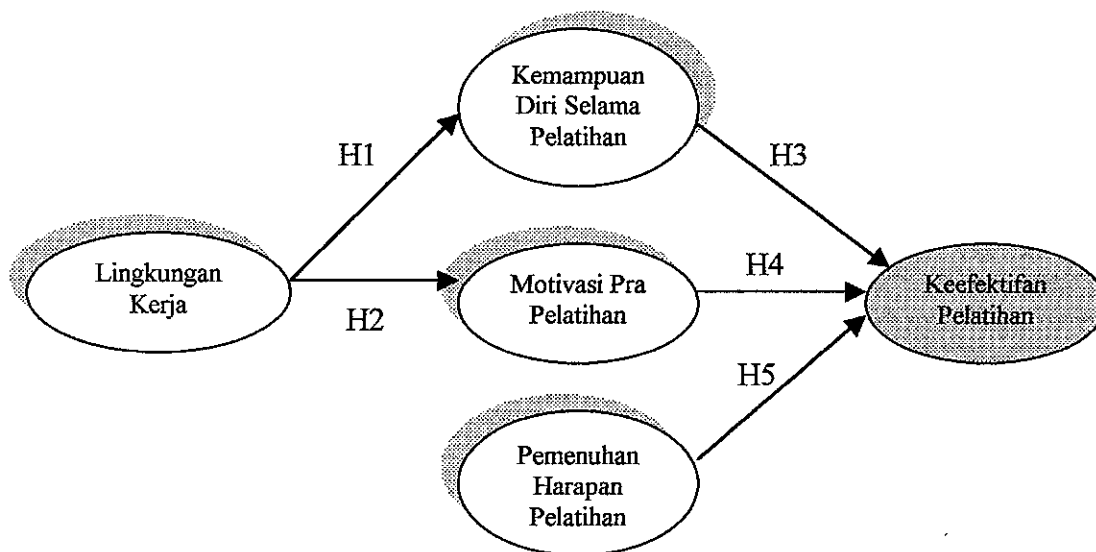 Kemampuan
Diri Selama
Pelatihan
H1
H3
Lingkungan
Kerja
H2
Motivasi Pra
Pelatihan
H4
Keefektifan
Pelatihan
H5
Pemenuhan
Harapan
Pelatihan